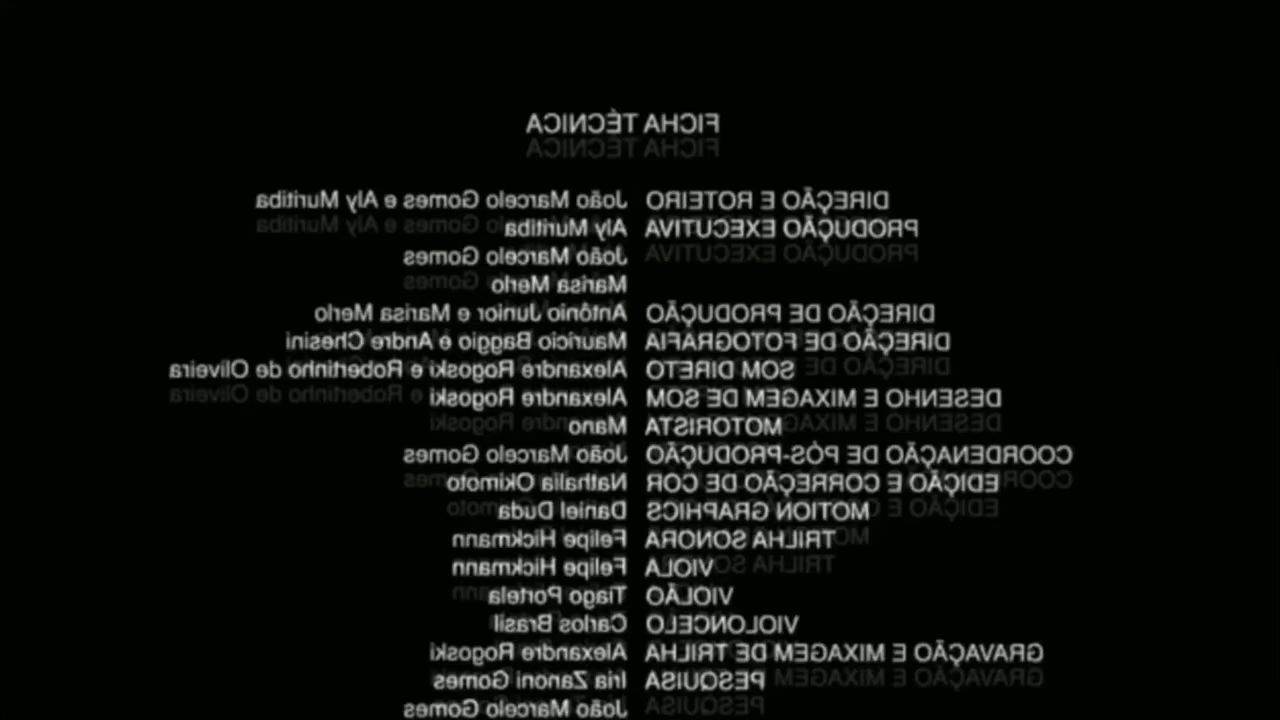 FICHA TÉCNICA
DIREÇÃO E ROTEIRO João Marcelo Gomes e Aly Muritiba
PRODUÇÃO EXECUTIVA Aly Muritiba
João Marcelo Gomes
Marisa Merlo
DIREÇÃO DE PRODUÇÃO Antônio Junior e Marisa Merlo
DIREÇÃO DE FOTOGRAFIA Mauricio Baggio e Andre Chesini
SOM DIRETO Alexandre Rogoski e Robertinho de Oliveira
DESENHO E MIXAGEM DE SOM Alexandre Rogoski
MOTORISTA Mano
COORDENAÇÃO DE PÓS-PRODUÇÃO João Marcelo Gomes
EDIÇÃO E CORREÇÃO DE COR Nathalia Okimoto
MOTION GRAPHICS Daniel Duda
TRILHA SONORA Felipe Hickmann
VIOLA Felipe Hickmann
VIOLÃO Tiago Portela
VIOLONCELO Carlos Brasil
GRAVAÇÃO E MIXAGEM DE TRILHA Alexandre Rogoski
PESQUISA Iria Zanoni Gomes
João Marcelo Gomes